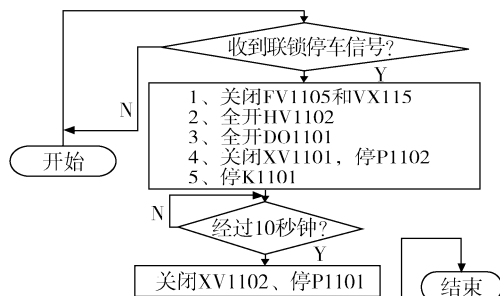 收到联锁停车信号?
Y
N
1、关闭FV1105和VX115
2、全开HV1102
3、全开DO1101
4、关闭XV1101，停P1102
5、停K1101
开始
N
经过10秒钟?
Y
关闭XV1102、停P1101
结束